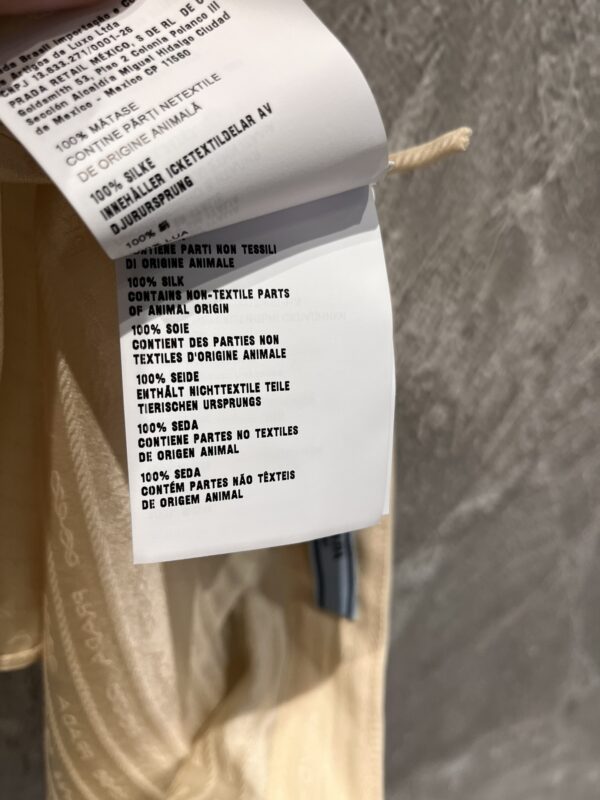 Brasil Importação e
Artigos de Luxo Ltda
13.633.271/0001-26
PRADA RETAIL MÉXICO, S DE RL DE
Goldsmith 53, Piso 2 Colonia Polanco III
Sección Alcaldía Miguel Hidalgo Ciudad
de Mexico - Mexico CP 11560
100% MĂTASE
CONȚINE PĂRȚI NETEXTILE
DE ORIGINE ANIMALĂ
100% SILKE
INNEHÅLLER ICKETEXTILDELAR AV
DJURURSPRUNG
100%
PARTI NON TESSILI
DI ORIGINE ANIMALE
100% SILK
CONTAINS NON-TEXTILE PARTS
OF ANIMAL ORIGIN
100% SOIE
CONTIENT DES PARTIES NON
TEXTILES D'ORIGINE ANIMALE
100% SEIDE
ENTHÄLT NICHTTEXTILE TEILE
TIERISCHEN URSPRUNGS
100% SEDA
CONTIENE PARTES NO TEXTILES
DE ORIGEN ANIMAL
100% SEDA
CONTÉM PARTES NÃO TÊXTEIS
DE ORIGEM ANIMAL
PRADA